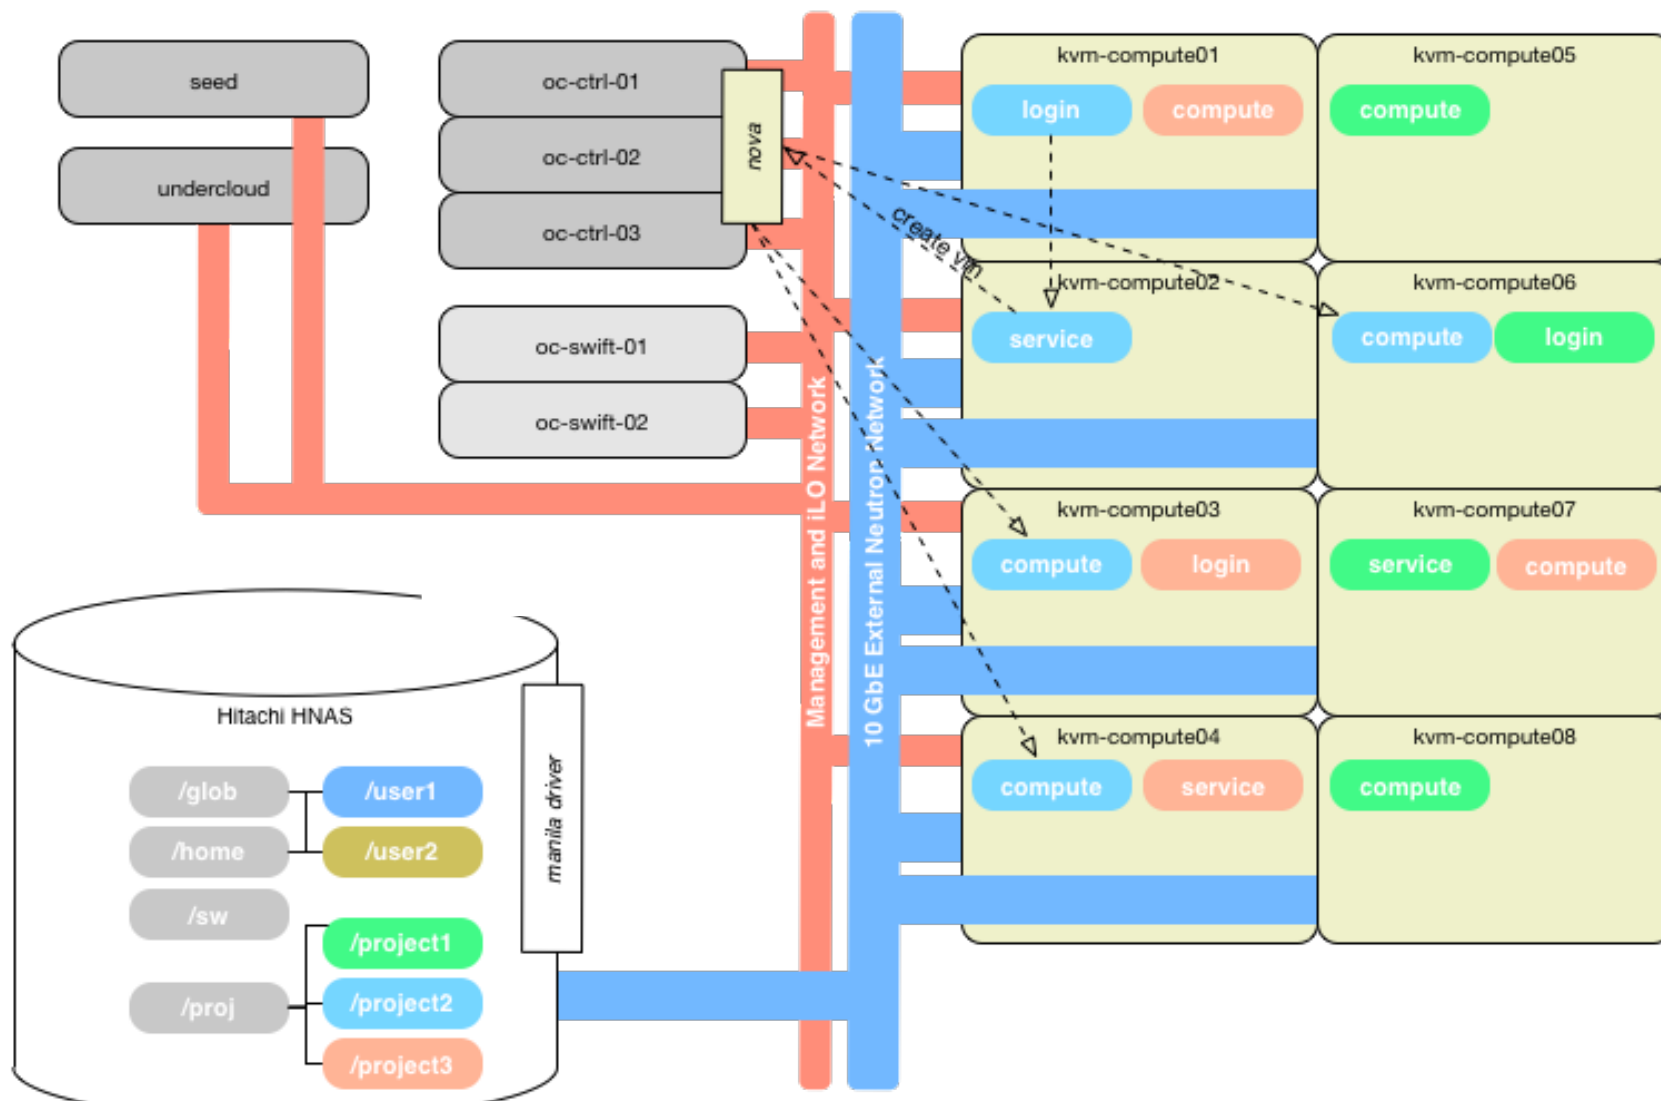 seed
undercloud
oc-ctrl-01
oc-ctrl-02
oc-ctrl-03
nova
oc-swift-01
oc-swift-02
Management and iLO Network
10 GbE External Neutron Network
create vm
kvm-compute01
login
compute
kvm-compute05
compute
kvm-compute02
service
kvm-compute06
compute
login
kvm-compute03
compute
login
kvm-compute07
service
compute
kvm-compute04
compute
service
kvm-compute08
compute
Hitachi HNAS
manila driver
/glob
/user1
/home
/user2
/sw
/project1
/proj
/project2
/project3